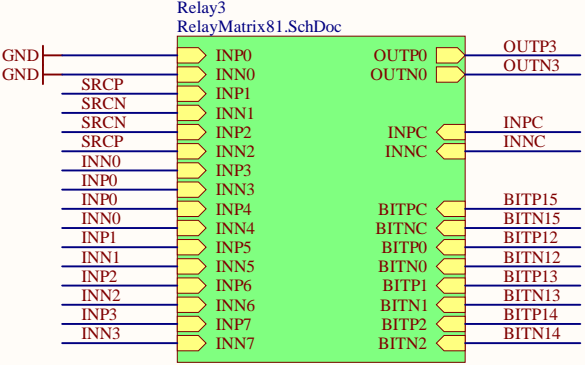 Relay3
RelayMatrix81.SchDoc
GND INP0 OUTP0 OUTP3
GND INN0 OUTN0 OUTN3
SRCP INP1
SRCN INN1
SRCN INP2 INPC INPC
SRCP INN2 INNC INNC
INN0 INP3
INP0 INN3
INP0 INP4 BITPC BITP15
INN0 INN4 BITNC BITN15
INP1 INP5 BITP0 BITP12
INN1 INN5 BITN0 BITN12
INP2 INP6 BITP1 BITP13
INN2 INN6 BITN1 BITN13
INP3 INP7 BITP2 BITP14
INN3 INN7 BITN2 BITN14